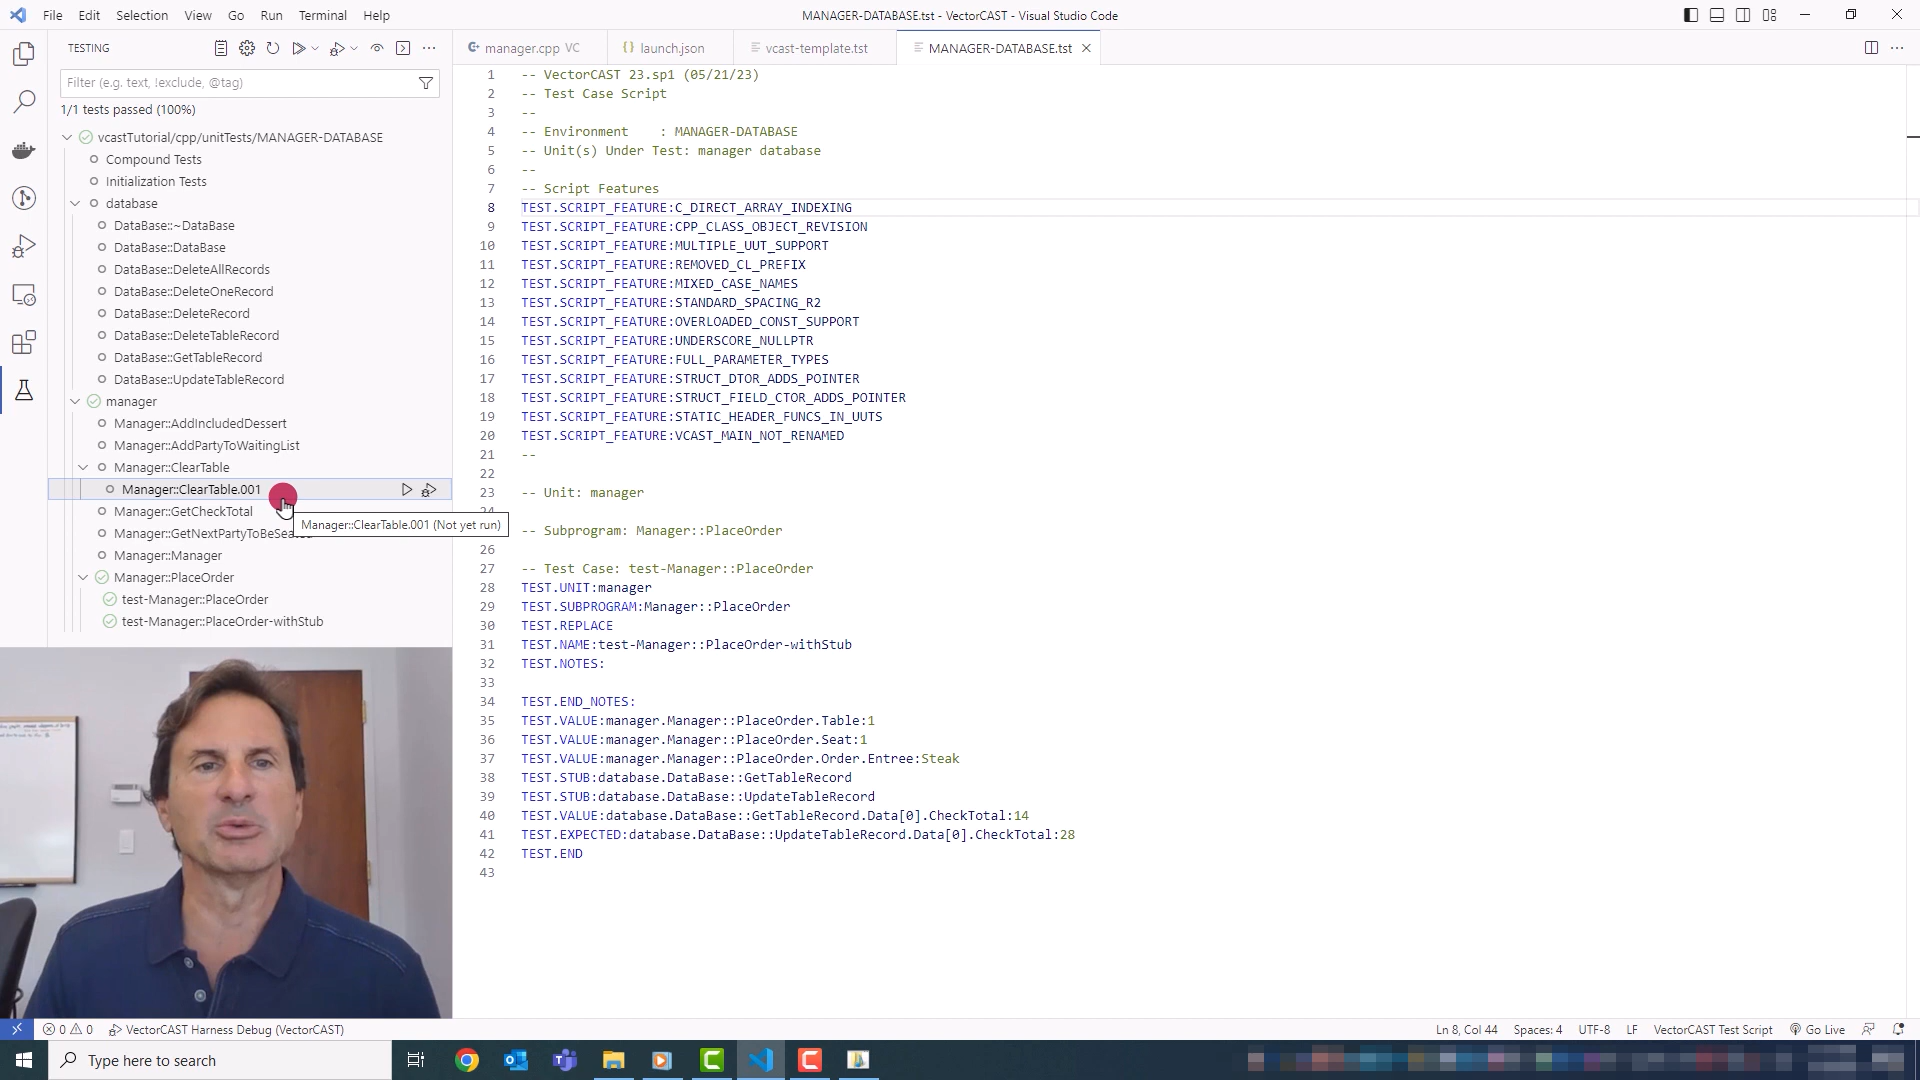 File Edit Selection View Go Run Terminal Help
MANAGER-DATABASE.tst - VectorCAST - Visual Studio Code
TESTING
Filter (e.g. text, !exclude, @tag)
1/1 tests passed (100%)
vcastTutorial/cpp/unitTests/MANAGER-DATABASE
Compound Tests
Initialization Tests
database
DataBase::~DataBase
DataBase::DataBase
DataBase::DeleteAllRecords
DataBase::DeleteOneRecord
DataBase::DeleteRecord
DataBase::DeleteTableRecord
DataBase::GetTableRecord
DataBase::UpdateTableRecord
manager
Manager::AddIncludedDessert
Manager::AddPartyToWaitingList
Manager::ClearTable
Manager::ClearTable.001
Manager::GetCheckTotal
Manager::ClearTable.001 (Not yet run)
Manager::GetNextPartyToBeSeated
Manager::Manager
Manager::PlaceOrder
test-Manager::PlaceOrder
test-Manager::PlaceOrder-withStub
manager.cpp VC
launch.json
vcast-template.tst
MANAGER-DATABASE.tst
1 -- VectorCAST 23.sp1 (05/21/23)
2 -- Test Case Script
3 --
4 -- Environment    : MANAGER-DATABASE
5 -- Unit(s) Under Test: manager database
6 --
7 -- Script Features
8 TEST.SCRIPT_FEATURE:C_DIRECT_ARRAY_INDEXING
9 TEST.SCRIPT_FEATURE:CPP_CLASS_OBJECT_REVISION
10 TEST.SCRIPT_FEATURE:MULTIPLE_UUT_SUPPORT
11 TEST.SCRIPT_FEATURE:REMOVED_CL_PREFIX
12 TEST.SCRIPT_FEATURE:MIXED_CASE_NAMES
13 TEST.SCRIPT_FEATURE:STANDARD_SPACING_R2
14 TEST.SCRIPT_FEATURE:OVERLOADED_CONST_SUPPORT
15 TEST.SCRIPT_FEATURE:UNDERSCORE_NULLPTR
16 TEST.SCRIPT_FEATURE:FULL_PARAMETER_TYPES
17 TEST.SCRIPT_FEATURE:STRUCT_DTOR_ADDS_POINTER
18 TEST.SCRIPT_FEATURE:STRUCT_FIELD_CTOR_ADDS_POINTER
19 TEST.SCRIPT_FEATURE:STATIC_HEADER_FUNCS_IN_UUTS
20 TEST.SCRIPT_FEATURE:VCAST_MAIN_NOT_RENAMED
21 --
22
23 -- Unit: manager
24
-- Subprogram: Manager::PlaceOrder
26
27 -- Test Case: test-Manager::PlaceOrder
28 TEST.UNIT:manager
29 TEST.SUBPROGRAM:Manager::PlaceOrder
30 TEST.REPLACE
31 TEST.NAME:test-Manager::PlaceOrder-withStub
32 TEST.NOTES:
33
34 TEST.END_NOTES:
35 TEST.VALUE:manager.Manager::PlaceOrder.Table:1
36 TEST.VALUE:manager.Manager::PlaceOrder.Seat:1
37 TEST.VALUE:manager.Manager::PlaceOrder.Order.Entree:Steak
38 TEST.STUB:database.DataBase::GetTableRecord
39 TEST.STUB:database.DataBase::UpdateTableRecord
40 TEST.VALUE:database.DataBase::GetTableRecord.Data[0].CheckTotal:14
41 TEST.EXPECTED:database.DataBase::UpdateTableRecord.Data[0].CheckTotal:28
42 TEST.END
43
0 0 VectorCAST Harness Debug (VectorCAST)
Ln 8, Col 44 Spaces: 4 UTF-8 LF VectorCAST Test Script Go Live
Type here to search